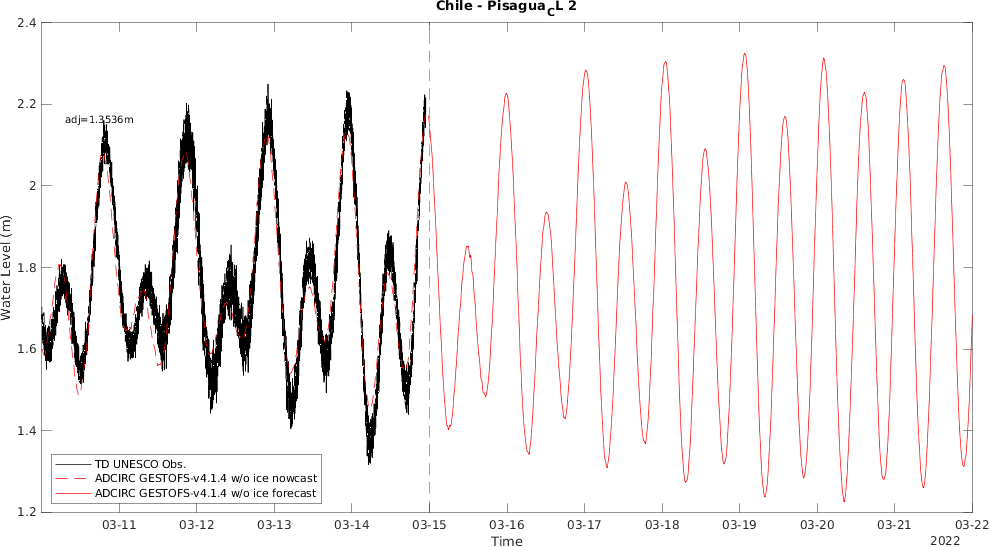 Chile - Pisagua_CL 2
2.4
2.2
2
1.8
1.6
1.4
1.2
Water Level (m)
adj=1.3536m
TD UNESCO Obs.
ADCIRC GESTOFS-v4.1.4 w/o ice nowcast
ADCIRC GESTOFS-v4.1.4 w/o ice forecast
03-11 03-12 03-13 03-14 03-15 03-16 03-17 03-18 03-19 03-20 03-21 03-22
Time
2022